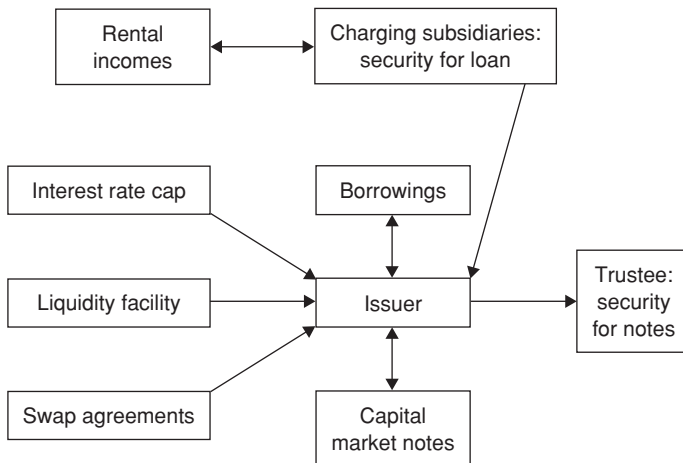 Rental
incomes
Charging subsidiaries:
security for loan
Interest rate cap
Borrowings
Liquidity facility
Issuer
Trustee:
security
for notes
Swap agreements
Capital
market notes